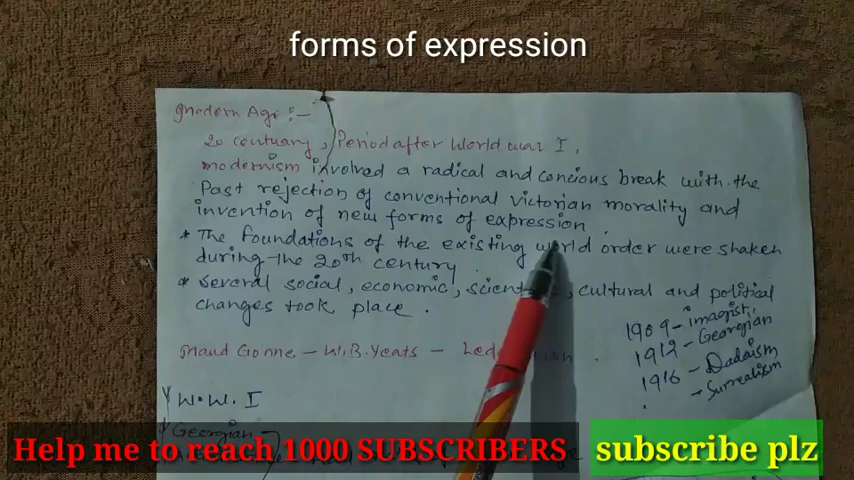 forms of expression
modern Age :-
20 centuary, Period after World war I.
modernism involved a radical and concious break with the
Past rejection of conventional victorian morality and
invention of new forms of expression.
* The foundations of the existing world order were shaken
during the 20th century
* Several social, economic, , cultural and political
changes took place.
1909 - imagist,
1912 - Georgian
1916 - Dadaism
- Surrealism
maud Gonne - W.B. Yeats -
W.W. I
Georgian
Help me to reach 1000 SUBSCRIBERS
subscribe plz